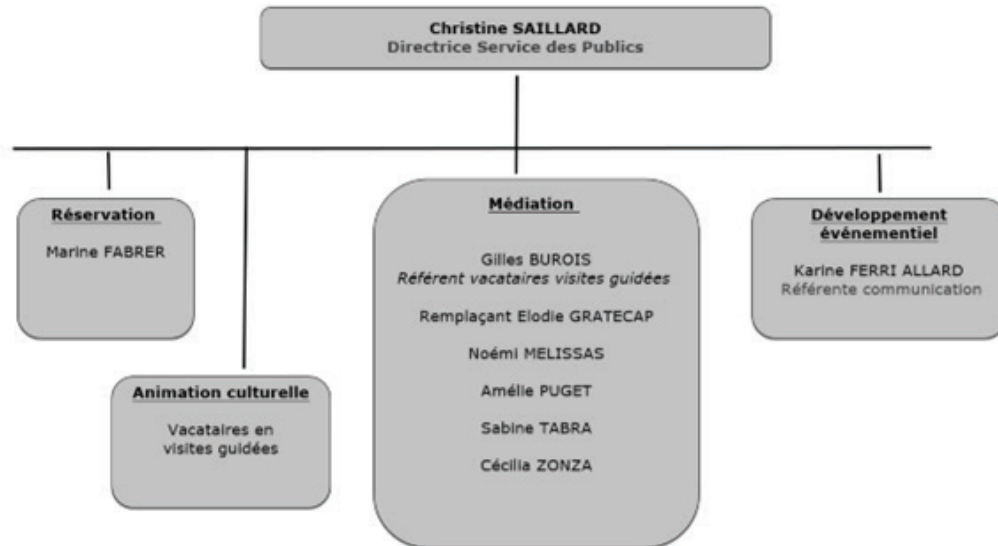 Christine SAILLARD
Directrice Service des Publics
Réservation
Marine FABRER
Animation culturelle
Vacataires en
visites guidées
Médiation
Gilles BUROIS
Référent vacataires visites guidées
Remplaçant Elodie GRATECAP
Noémi MELISSAS
Amélie PUGET
Sabine TABRA
Cécilia ZONZA
Développement
événementiel
Karine FERRI ALLARD
Référente communication